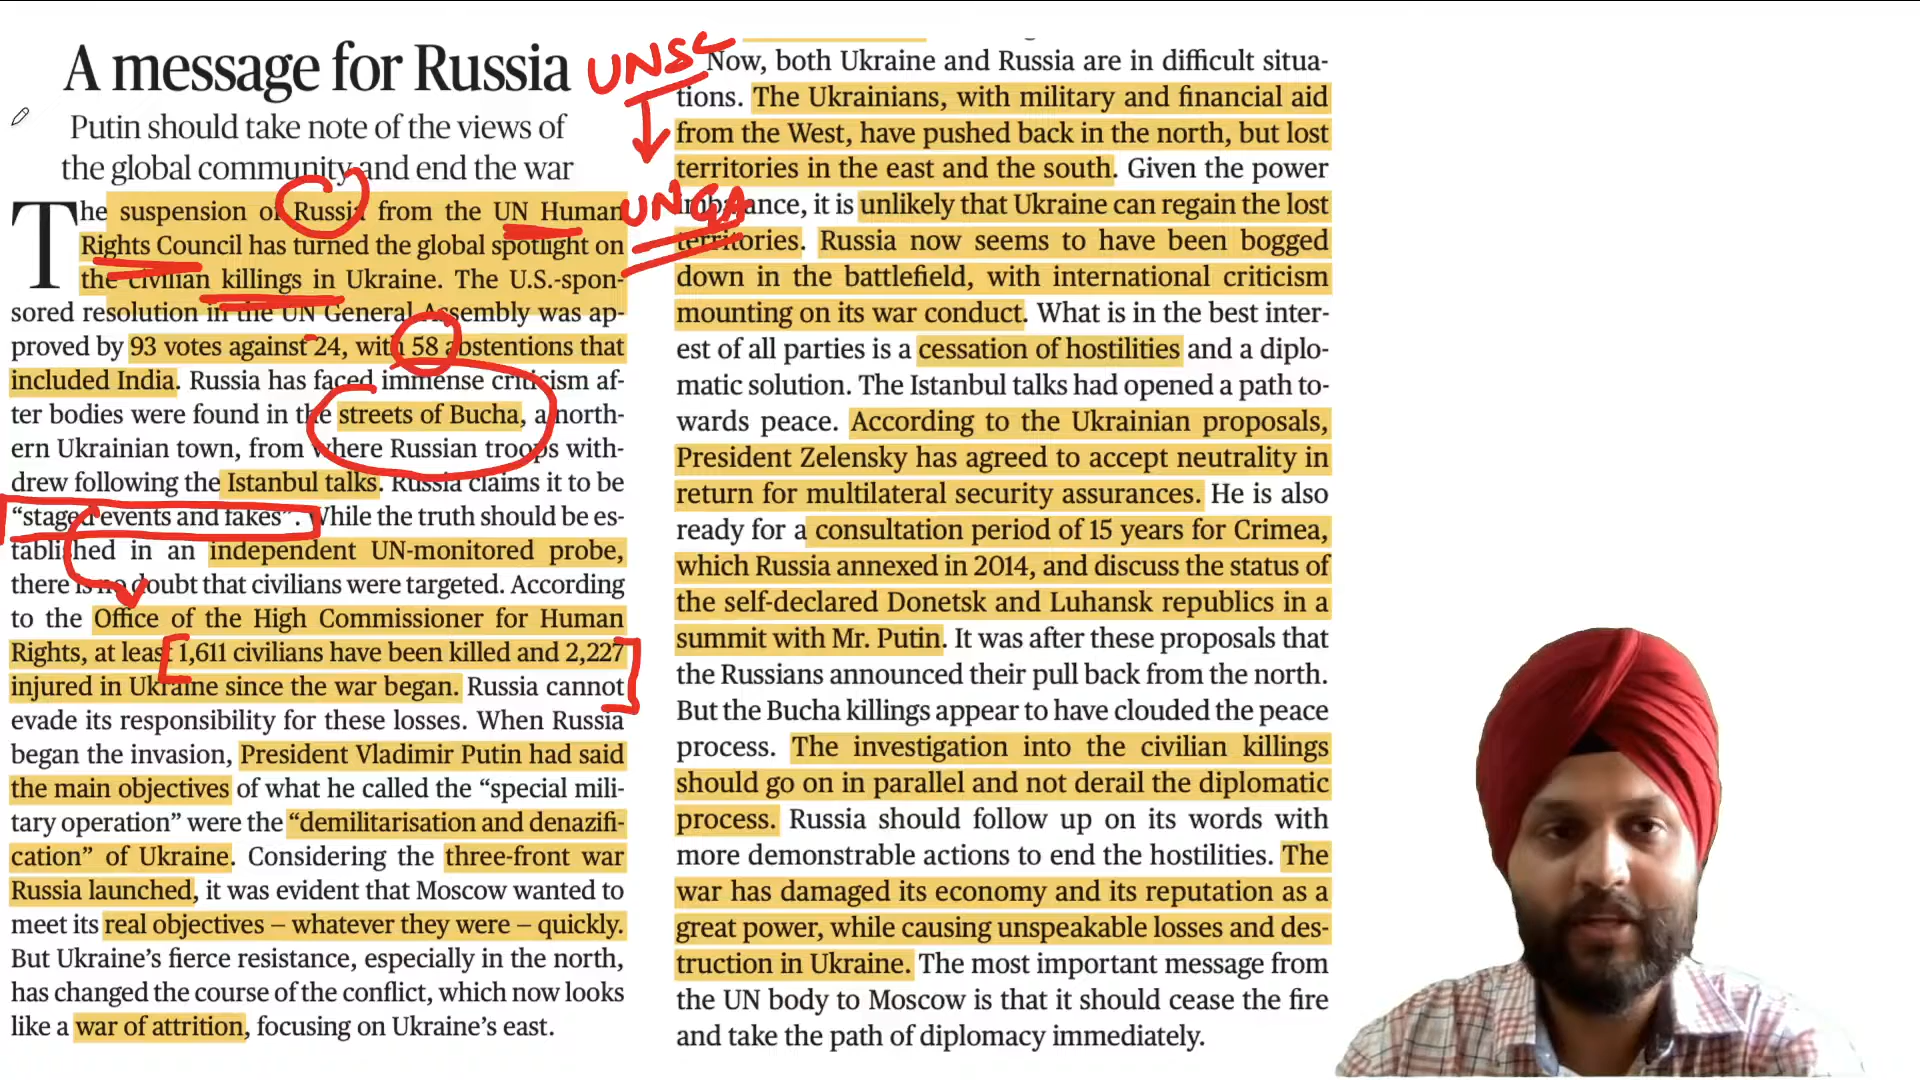 A message for Russia
Putin should take note of the views of
the global community and end the war
The suspension of Russia from the UN Human
Rights Council has turned the global spotlight on
the civilian killings in Ukraine. The U.S.-spon-
sored resolution in the UN General Assembly was ap-
proved by 93 votes against 24, with 58 abstentions that
included India. Russia has faced immense criticism af-
ter bodies were found in the streets of Bucha, a north-
ern Ukrainian town, from where Russian troops with-
drew following the Istanbul talks. Russia claims it to be
“staged events and fakes”. While the truth should be es-
tablished in an independent UN-monitored probe,
there is no doubt that civilians were targeted. According
to the Office of the High Commissioner for Human
Rights, at least 1,611 civilians have been killed and 2,227
injured in Ukraine since the war began. Russia cannot
evade its responsibility for these losses. When Russia
began the invasion, President Vladimir Putin had said
the main objectives of what he called the “special mili-
tary operation” were the “demilitarisation and denazifi-
cation” of Ukraine. Considering the three-front war
Russia launched, it was evident that Moscow wanted to
meet its real objectives – whatever they were – quickly.
But Ukraine’s fierce resistance, especially in the north,
has changed the course of the conflict, which now looks
like a war of attrition, focusing on Ukraine’s east.
UNSC
UNGA
Now, both Ukraine and Russia are in difficult situa-
tions. The Ukrainians, with military and financial aid
from the West, have pushed back in the north, but lost
territories in the east and the south. Given the power
imbalance, it is unlikely that Ukraine can regain the lost
territories. Russia now seems to have been bogged
down in the battlefield, with international criticism
mounting on its war conduct. What is in the best inter-
est of all parties is a cessation of hostilities and a diplo-
matic solution. The Istanbul talks had opened a path to-
wards peace. According to the Ukrainian proposals,
President Zelensky has agreed to accept neutrality in
return for multilateral security assurances. He is also
ready for a consultation period of 15 years for Crimea,
which Russia annexed in 2014, and discuss the status of
the self-declared Donetsk and Luhansk republics in a
summit with Mr. Putin. It was after these proposals that
the Russians announced their pull back from the north.
But the Bucha killings appear to have clouded the peace
process. The investigation into the civilian killings
should go on in parallel and not derail the diplomatic
process. Russia should follow up on its words with
more demonstrable actions to end the hostilities. The
war has damaged its economy and its reputation as a
great power, while causing unspeakable losses and des-
truction in Ukraine. The most important message from
the UN body to Moscow is that it should cease the fire
and take the path of diplomacy immediately.